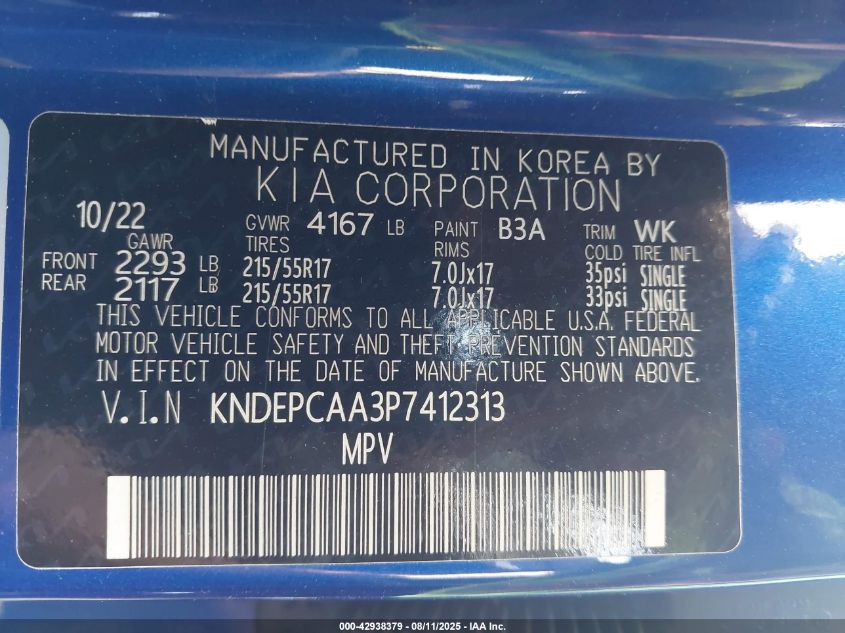 MANUFACTURED IN KOREA BY
KIA CORPORATION
10/22 GVWR 4167 LB PAINT B3A TRIM WK
GAWR TIRES RIMS COLD TIRE INFL
FRONT 2293 LB 215/55R17 7.0Jx17 35psi SINGLE
REAR 2117 LB 215/55R17 7.0Jx17 33psi SINGLE
THIS VEHICLE CONFORMS TO ALL APPLICABLE U.S.A. FEDERAL
MOTOR VEHICLE SAFETY AND THEFT PREVENTION STANDARDS
IN EFFECT ON THE DATE OF MANUFACTURE SHOWN ABOVE.
V.I.N KNDEPCAA3P7412313
MPV
000-42938379 - 08/11/2025 - IAA Inc.